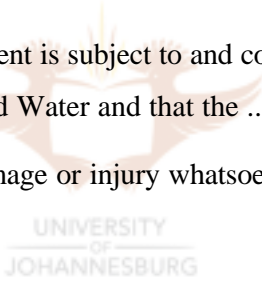 ent is subject to and co
d Water and that the ..
nage or injury whatsoe
UNIVERSITY
OF
JOHANNESBURG